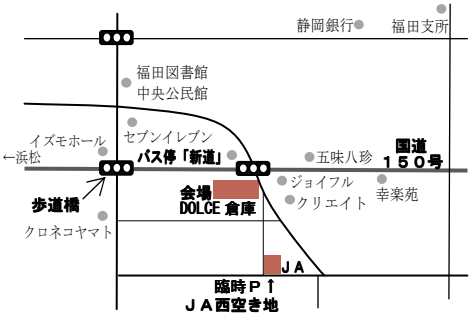 静岡銀行
福田支所
福田図書館
中央公民館
セブンイレブン
イズモホール
バス停「新道」
五味八珍
国道
150号
←浜松
歩道橋
会場
DOLCE 倉庫
ジョイフル
クリエイト
幸楽苑
クロネコヤマト
JA
臨時P↑
JA西空き地